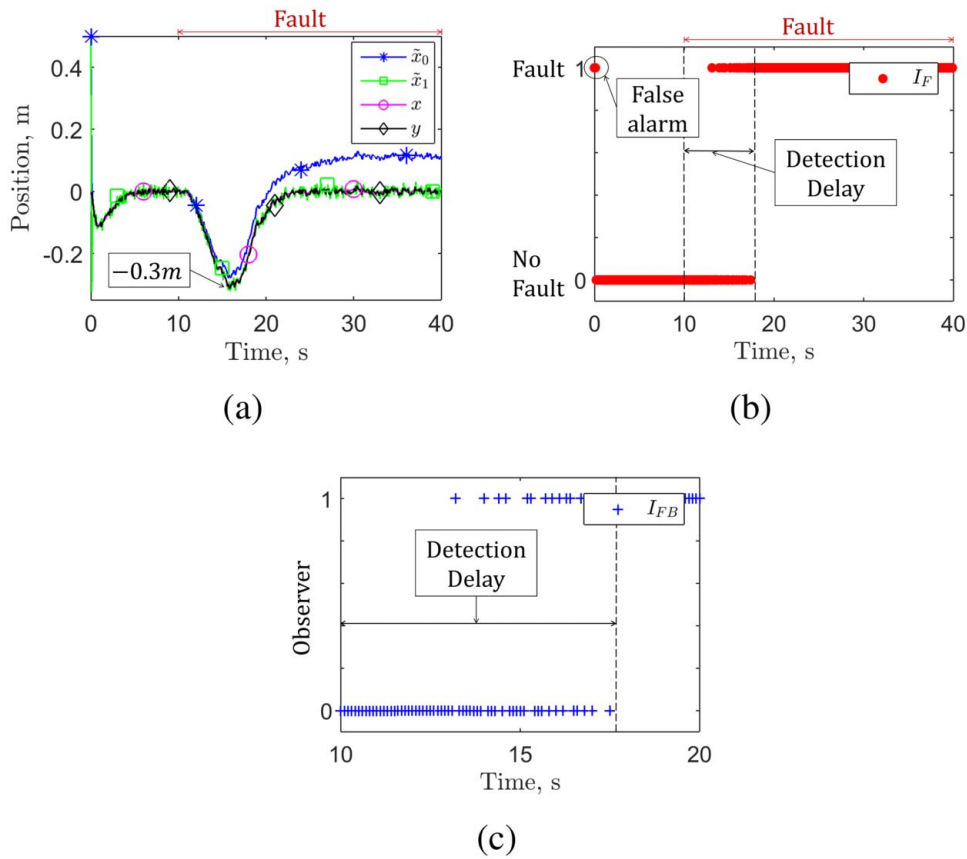 Fault
0.4
0.2
0
-0.2
Position, m
x̃₀
x̃₁
x
y
−0.3m
0
10
20
30
40
Time, s
(a)
Fault
Fault
1
No
Fault
0
I_F
False
alarm
Detection
Delay
0
10
20
30
40
Time, s
(b)
1
0
Observer
I_FB
Detection
Delay
10
15
20
Time, s
(c)